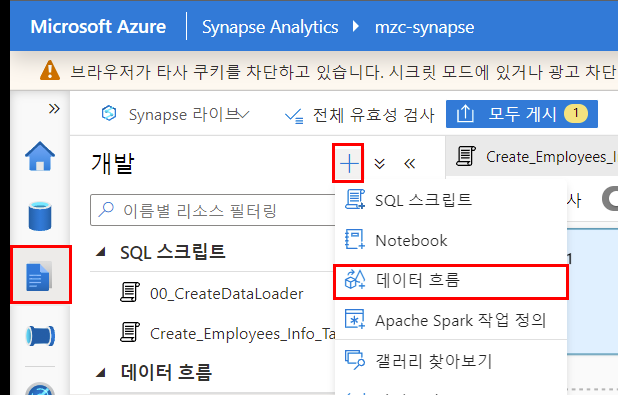 Microsoft Azure Synapse Analytics mzc-synapse
브라우저가 타사 쿠키를 차단하고 있습니다. 시크릿 모드에 있거나 광고 차단
Synapse 라이브 전체 유효성 검사 모두 게시 1
개발
Create_Employees_I
이름별 리소스 필터링
SQL 스크립트
00_CreateDataLoader
Create_Employees_Info_Ta
데이터 흐름
SQL 스크립트
Notebook
데이터 흐름
Apache Spark 작업 정의
갤러리 찾아보기
사
1